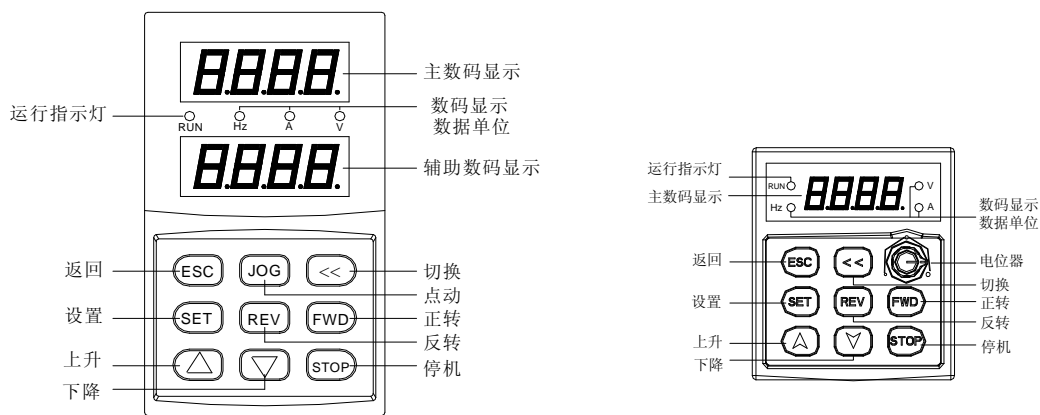 8.8.8.8.
主数码显示
运行指示灯
RUN
Hz
A
V
数码显示
数据单位
8.8.8.8.
辅助数码显示
返回
ESC
JOG
<<
切换
点动
设置
SET
REV
FWD
正转
反转
上升
STOP
停机
下降
运行指示灯
主数码显示
RUN
8.8.8.8.
V
Hz
A
数码显示
数据单位
返回
ESC
<<
电位器
切换
设置
SET
REV
FWD
正转
反转
上升
STOP
停机
下降